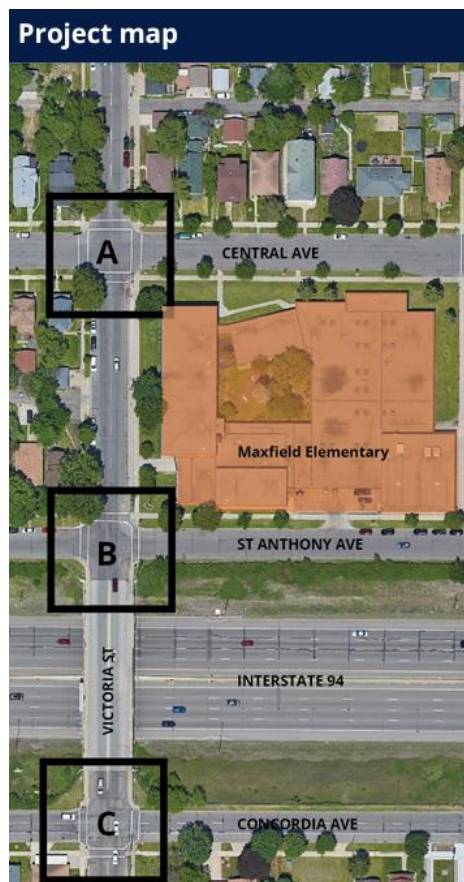 Project map
A
CENTRAL AVE
Maxfield Elementary
B
ST ANTHONY AVE
VICTORIA ST
INTERSTATE 94
C
CONCORDIA AVE